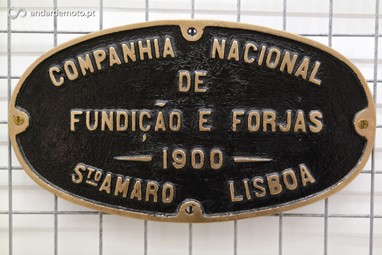 andardemoto.pt
COMPANHIA NACIONAL
DE
FUNDIÇÃO E FORJAS
1900
STO AMARO LISBOA